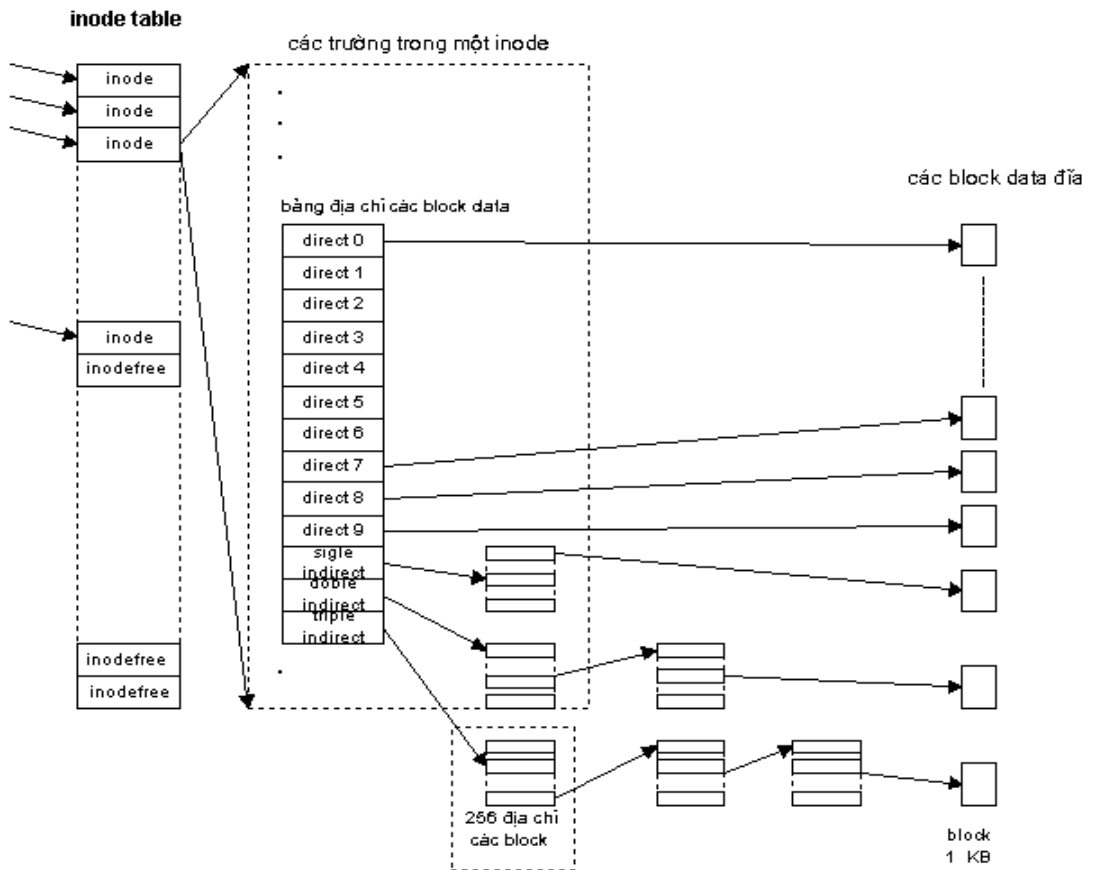 inode table
các trường trong một inode
inode
inode
inode
.
.
.
các block data đĩa
bảng địa chỉ các block data
direct 0
direct 1
direct 2
direct 3
direct 4
direct 5
direct 6
direct 7
direct 8
direct 9
sigle
indirect
doble
indirect
triple
indirect
.
inode
inodefree
inodefree
inodefree
256 địa chỉ
các block
block
1 KB